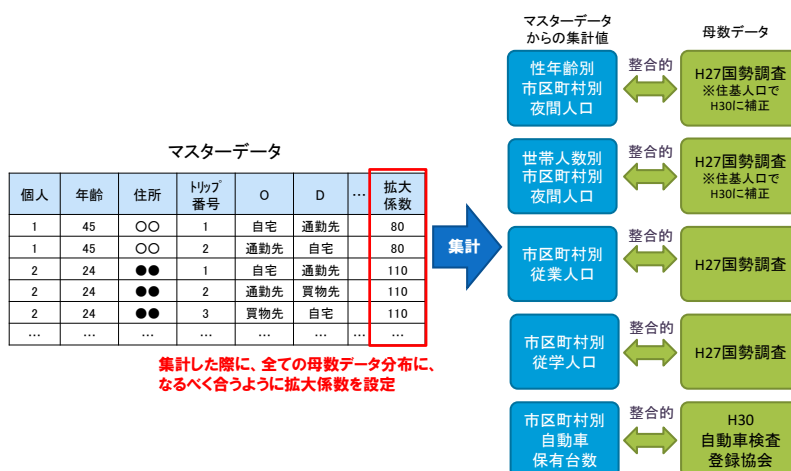 マスターデータ
からの集計値
母数データ
性年齢別
市区町村別
夜間人口
整合的
H27国勢調査
※住基人口で
H30に補正
世帯人数別
市区町村別
夜間人口
整合的
H27国勢調査
※住基人口で
H30に補正
市区町村別
従業人口
整合的
H27国勢調査
市区町村別
従学人口
整合的
H27国勢調査
市区町村別
自動車
保有台数
整合的
H30
自動車検査
登録協会
マスターデータ
個人 年齢 住所 トリップ番号 O D … 拡大係数
1 45 〇〇 1 自宅 通勤先 80
1 45 〇〇 2 通勤先 自宅 80
2 24 ●● 1 自宅 通勤先 110
2 24 ●● 2 通勤先 買物先 110
2 24 ●● 3 買物先 自宅 110
… … … … … … … …
集計
集計した際に、全ての母数データ分布に、
なるべく合うように拡大係数を設定